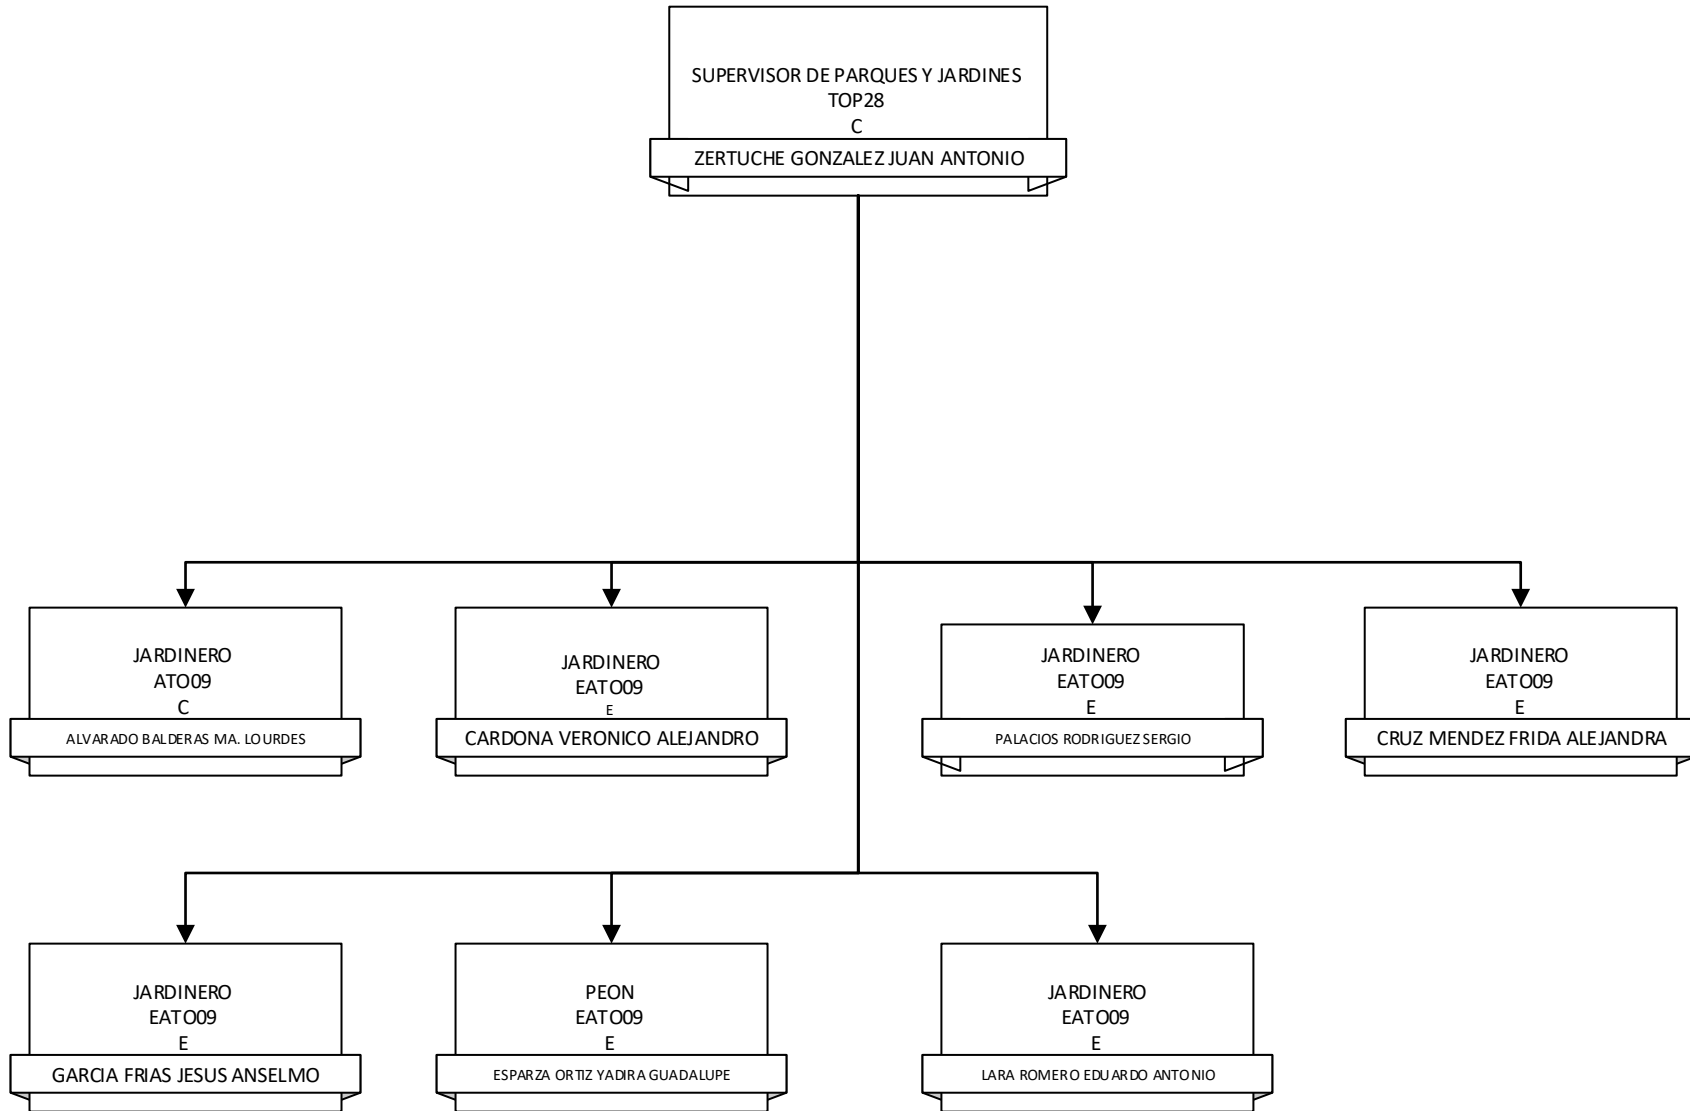 SUPERVISOR DE PARQUES Y JARDINES
TOP28
C
ZERTUCHE GONZALEZ JUAN ANTONIO
JARDINERO
ATO09
C
ALVARADO BALDERAS MA. LOURDES
JARDINERO
EATO09
E
CARDONA VERONICO ALEJANDRO
JARDINERO
EATO09
E
PALACIOS RODRIGUEZ SERGIO
JARDINERO
EATO09
E
CRUZ MENDEZ FRIDA ALEJANDRA
JARDINERO
EATO09
E
GARCIA FRIAS JESUS ANSELMO
PEON
EATO09
E
ESPARZA ORTIZ YADIRA GUADALUPE
JARDINERO
EATO09
E
LARA ROMERO EDUARDO ANTONIO